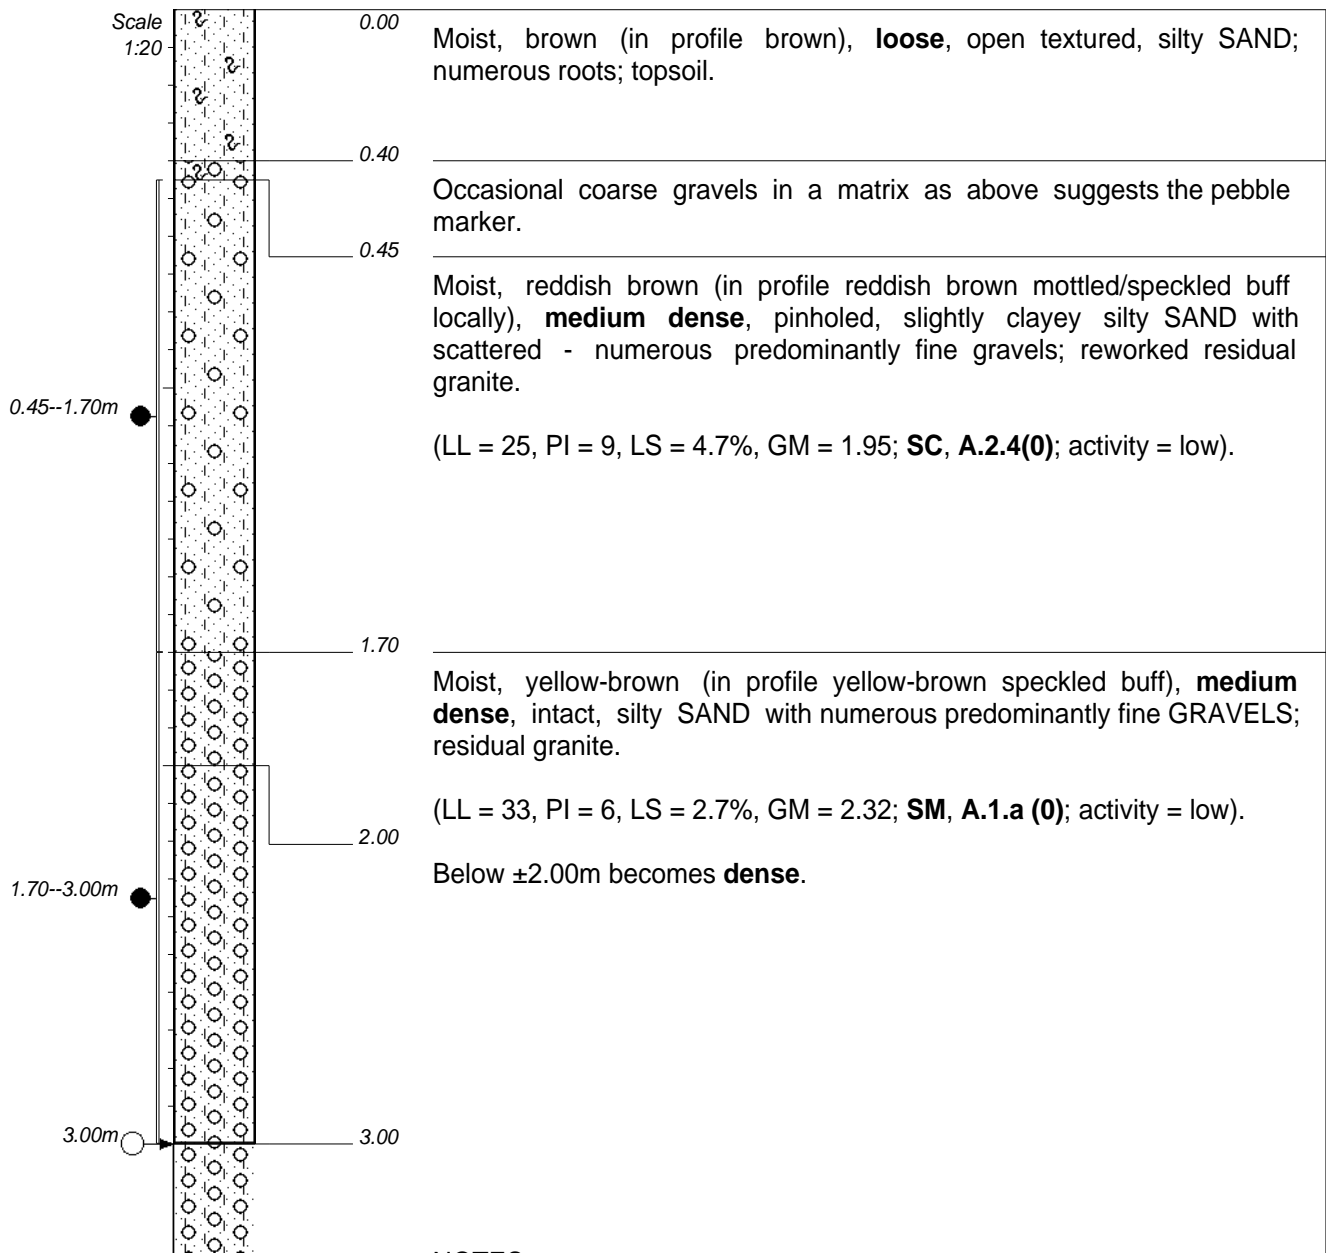 Scale
1:20
0.00
Moist, brown (in profile brown), loose, open textured, silty SAND;
numerous roots; topsoil.
0.40
Occasional coarse gravels in a matrix as above suggests the pebble
marker.
0.45
Moist, reddish brown (in profile reddish brown mottled/speckled buff
locally), medium dense, pinholed, slightly clayey silty SAND with
scattered - numerous predominantly fine gravels; reworked residual
granite.
0.45--1.70m
(LL = 25, PI = 9, LS = 4.7%, GM = 1.95; SC, A.2.4(0); activity = low).
1.70
Moist, yellow-brown (in profile yellow-brown speckled buff), medium
dense, intact, silty SAND with numerous predominantly fine GRAVELS;
residual granite.
(LL = 33, PI = 6, LS = 2.7%, GM = 2.32; SM, A.1.a (0); activity = low).
2.00
Below ±2.00m becomes dense.
1.70--3.00m
3.00m
3.00
NOTES